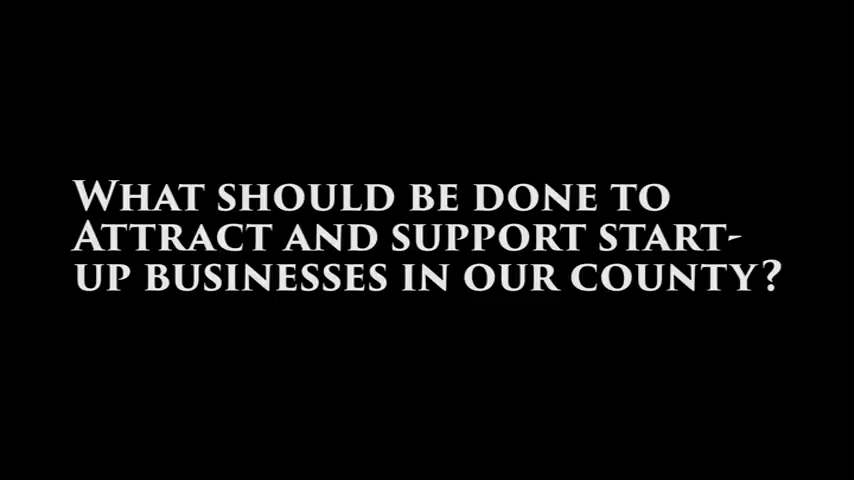 What should be done to
Attract and support start-
up businesses in our county?